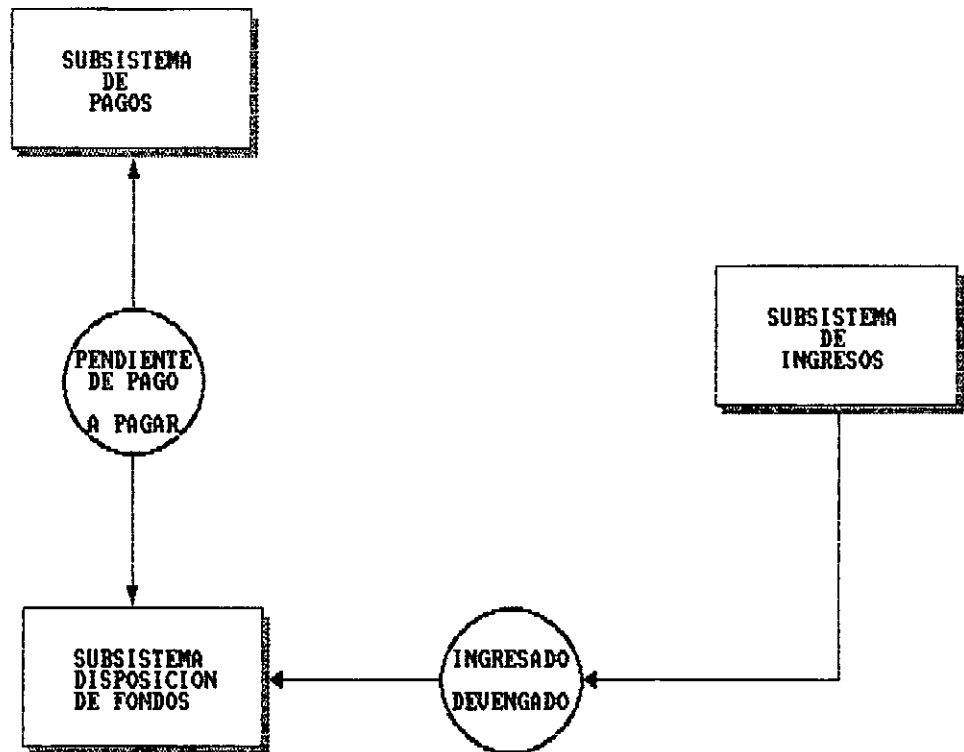 SUBSISTEMA
DE
PAGOS
PENDIENTE
DE PAGO
A PAGAR
SUBSISTEMA
DE
INGRESOS
SUBSISTEMA
DISPOSICION
DE FONDOS
INGRESADO
DEVENGADO